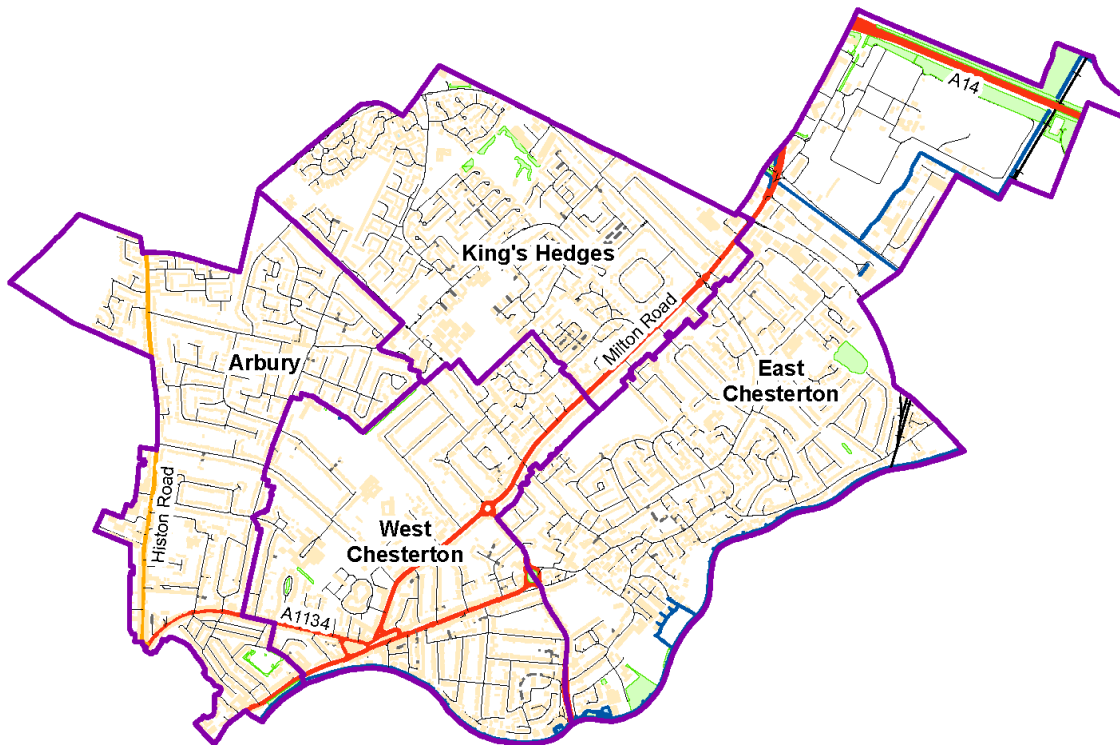 A14
King's Hedges
Milton Road
Arbury
East
Chesterton
Histon Road
West
Chesterton
A1134